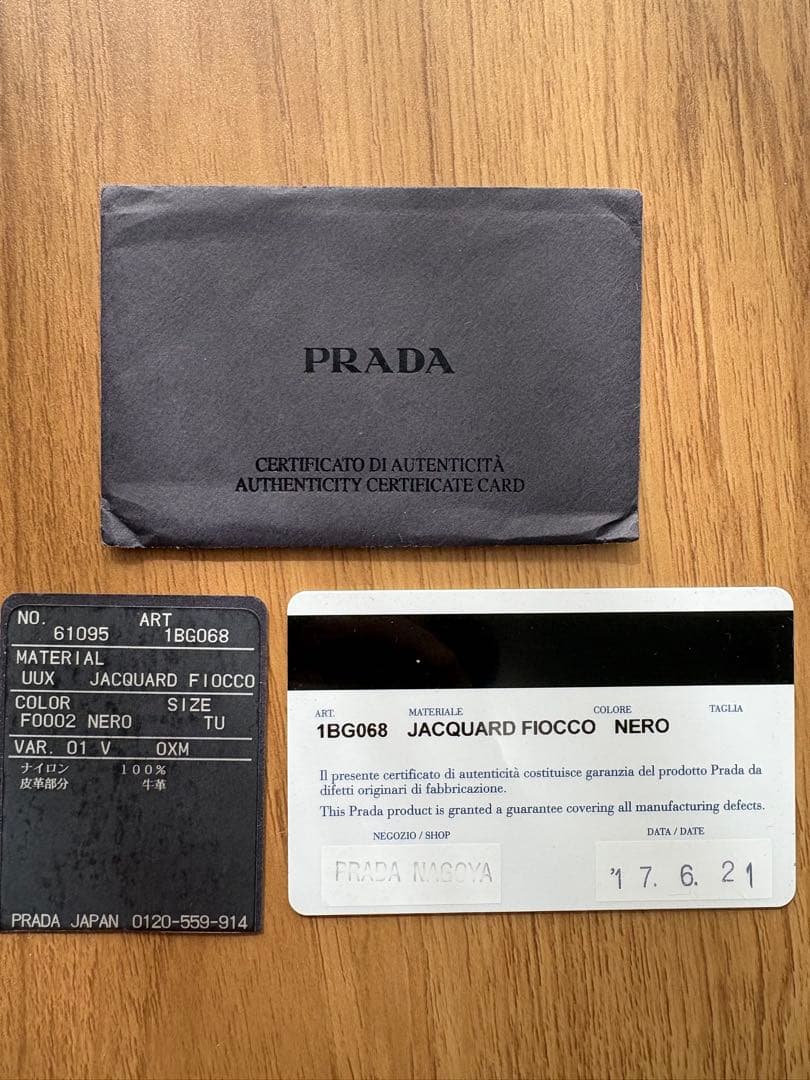 PRADA
CERTIFICATO DI AUTENTICITÀ
AUTHENTICITY CERTIFICATE CARD
NO. ART
61095 1BG068
MATERIAL
UUX JACQUARD FIOCCO
COLOR SIZE
F0002 NERO TU
VAR. 01 V OXM
ナイロン 100%
皮革部分 牛革
PRADA JAPAN 0120-559-914
ART. MATERIALE COLORE TAGLIA
1BG068 JACQUARD FIOCCO NERO
Il presente certificato di autenticità costituisce garanzia del prodotto Prada da
difetti originari di fabbricazione.
This Prada product is granted a guarantee covering all manufacturing defects.
NEGOZIO / SHOP DATA / DATE
PRADA NAGOYA '17. 6. 21